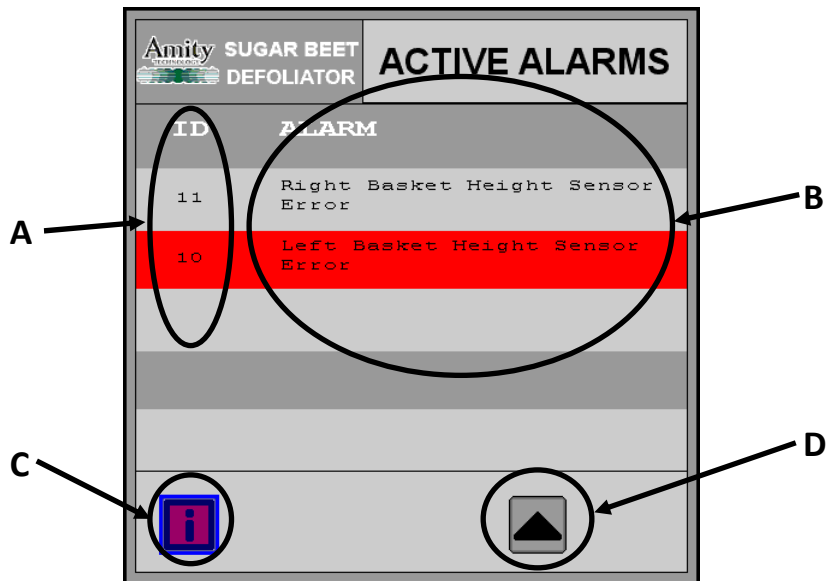 Amity SUGAR BEET
TECHNOLOGY DEFOLIATOR
ACTIVE ALARMS
ID ALARM
11 Right Basket Height Sensor
Error
10 Left Basket Height Sensor
Error
A
B
C
D
i